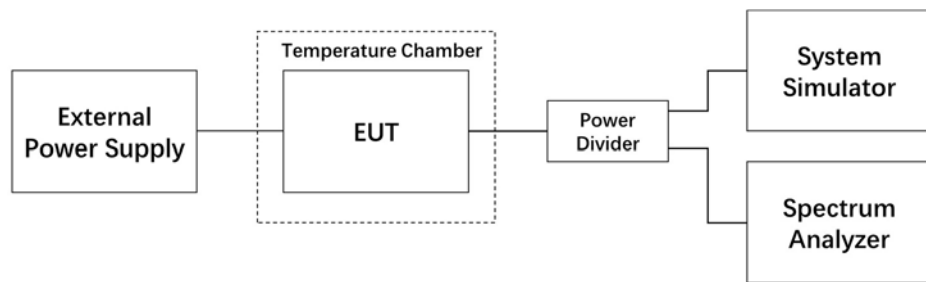 Temperature Chamber
External
Power Supply
EUT
Power
Divider
System
Simulator
Spectrum
Analyzer